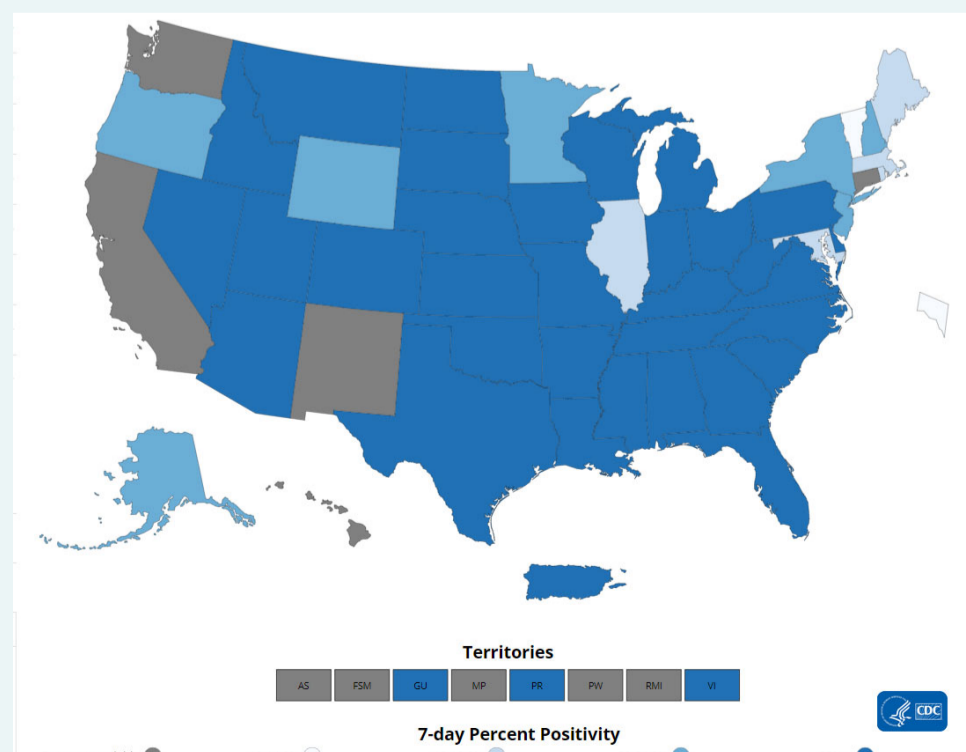 Territories
AS FSM GU MP PR PW RMI VI
CDC
7-day Percent Positivity